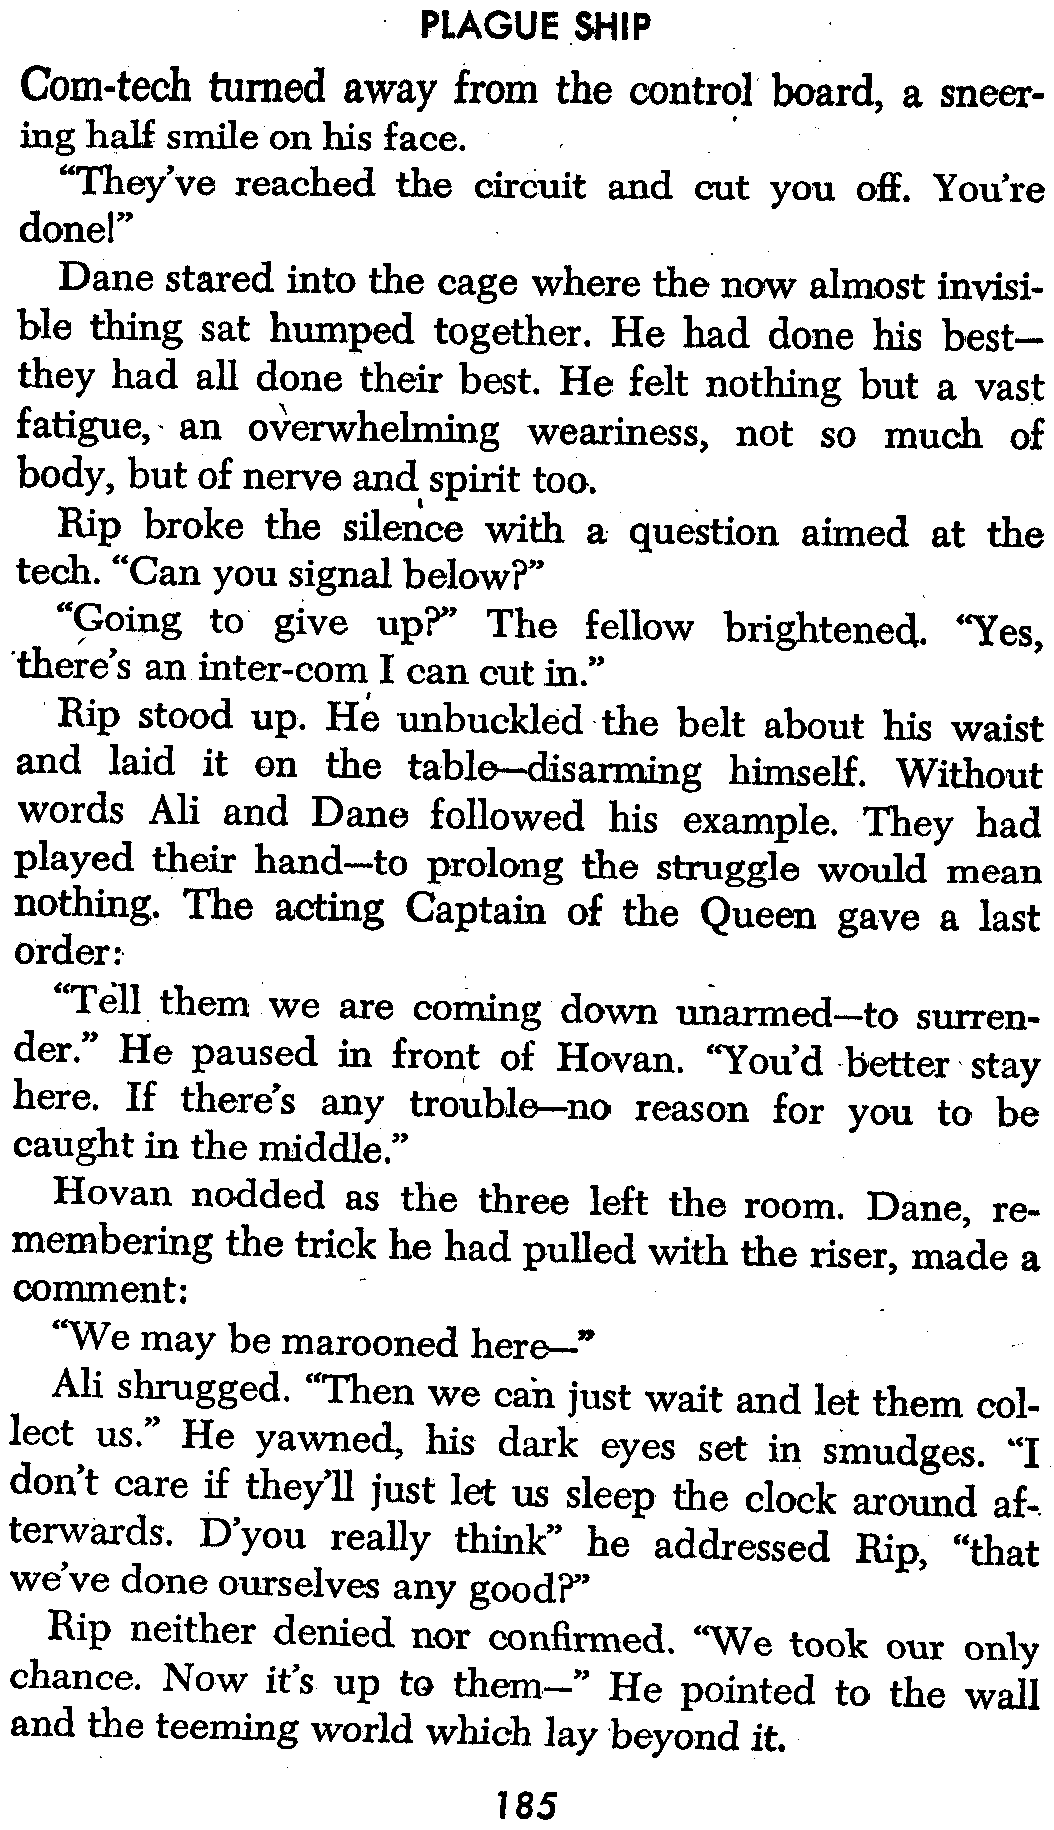 PLAGUE SHIP
Com-tech turned away from the control board, a sneer-
ing half smile on his face.
“They’ve reached the circuit and cut you off. You’re
done!”
Dane stared into the cage where the now almost invisi-
ble thing sat humped together. He had done his best—
they had all done their best. He felt nothing but a vast
fatigue, an overwhelming weariness, not so much of
body, but of nerve and spirit too.
Rip broke the silence with a question aimed at the
tech. “Can you signal below?”
“Going to give up?” The fellow brightened. “Yes,
there’s an inter-com I can cut in.”
Rip stood up. He unbuckled the belt about his waist
and laid it on the table—disarming himself. Without
words Ali and Dane followed his example. They had
played their hand—to prolong the struggle would mean
nothing. The acting Captain of the Queen gave a last
order:
“Tell them we are coming down unarmed—to surren-
der.” He paused in front of Hovan. “You’d better stay
here. If there’s any trouble—no reason for you to be
caught in the middle.”
Hovan nodded as the three left the room. Dane, re-
membering the trick he had pulled with the riser, made a
comment:
“We may be marooned here—”
Ali shrugged. “Then we can just wait and let them col-
lect us.” He yawned, his dark eyes set in smudges. “I
don’t care if they’ll just let us sleep the clock around af-
terwards. D’you really think” he addressed Rip, “that
we’ve done ourselves any good?”
Rip neither denied nor confirmed. “We took our only
chance. Now it’s up to them—” He pointed to the wall
and the teeming world which lay beyond it.
185